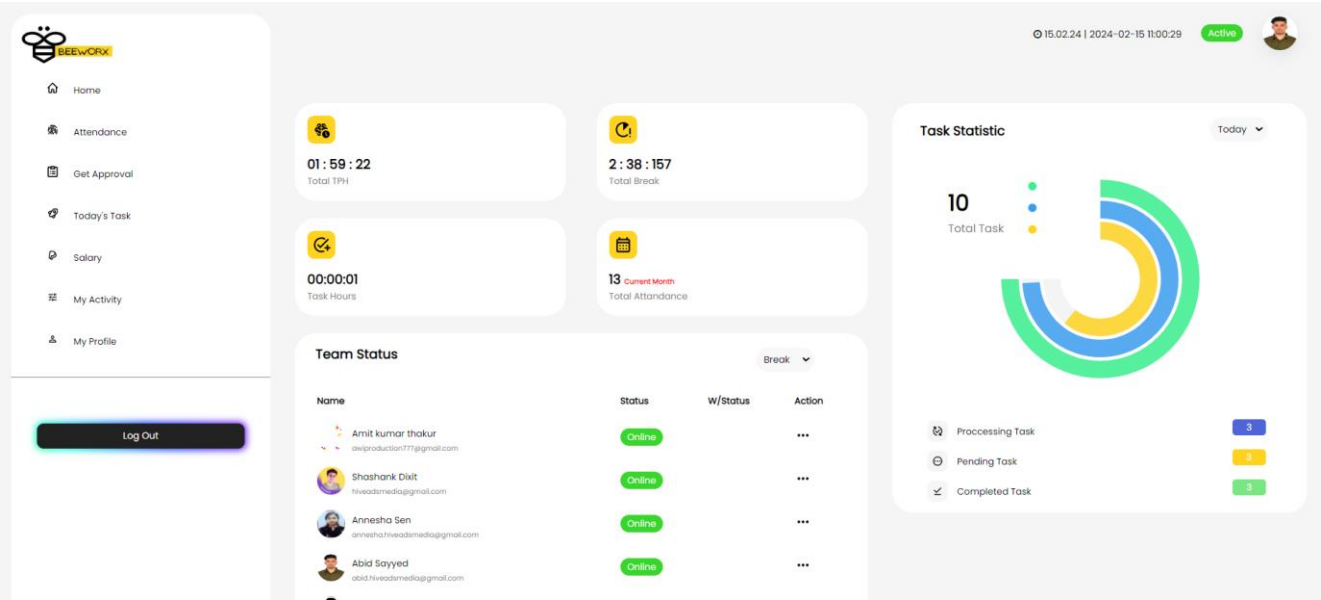 BEEWORX
Home
Attendance
Get Approval
Today's Task
Salary
My Activity
My Profile
Log Out
15.02.24 | 2024-02-15 11:00:29
Active
01 : 59 : 22
Total TPH
2 : 38 : 157
Total Break
00:00:01
Task Hours
13 Current Month
Total Attandance
Team Status
Break
Name Status W/Status Action
Amit kumar thakur
awiproduction777@gmail.com
Online
Shashank Dixit
hiveadsmedia@gmail.com
Online
Annesha Sen
annesha.hiveadsmedia@gmail.com
Online
Abid Sayyed
abid.hiveadsmedia@gmail.com
Online
Task Statistic
Today
10
Total Task
Proccessing Task 3
Pending Task 3
Completed Task 3